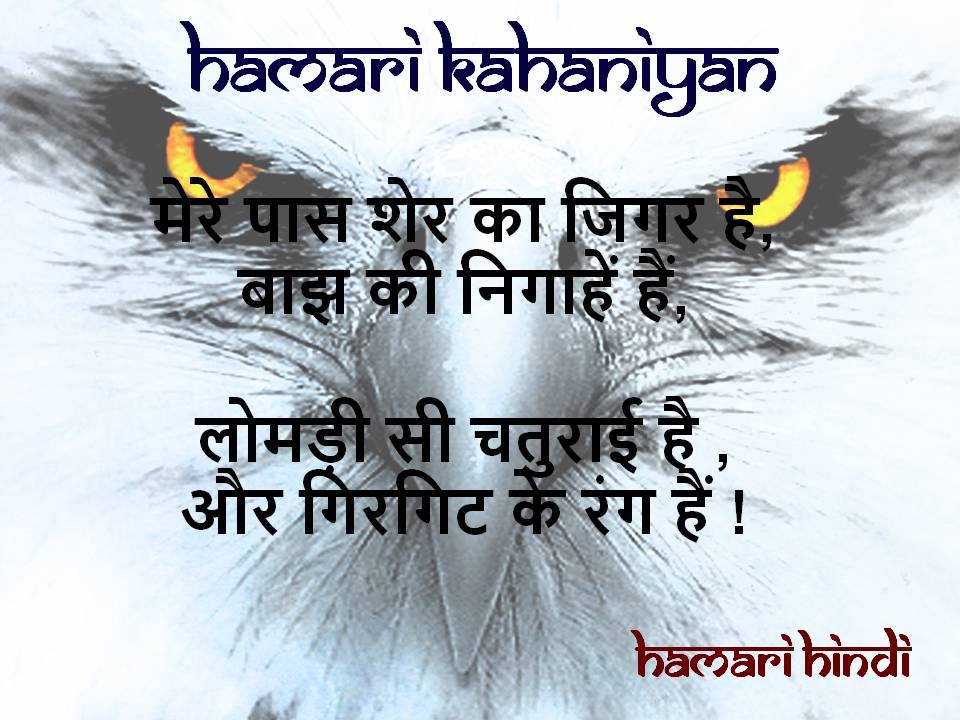 HAMARI KAHANIYAN
मेरे पास शेर का जिगर है,
बाझ की निगाहें हैं,
लोमड़ी सी चतुराई है ,
और गिरगिट के रंग हैं !
HAMARI HINDI